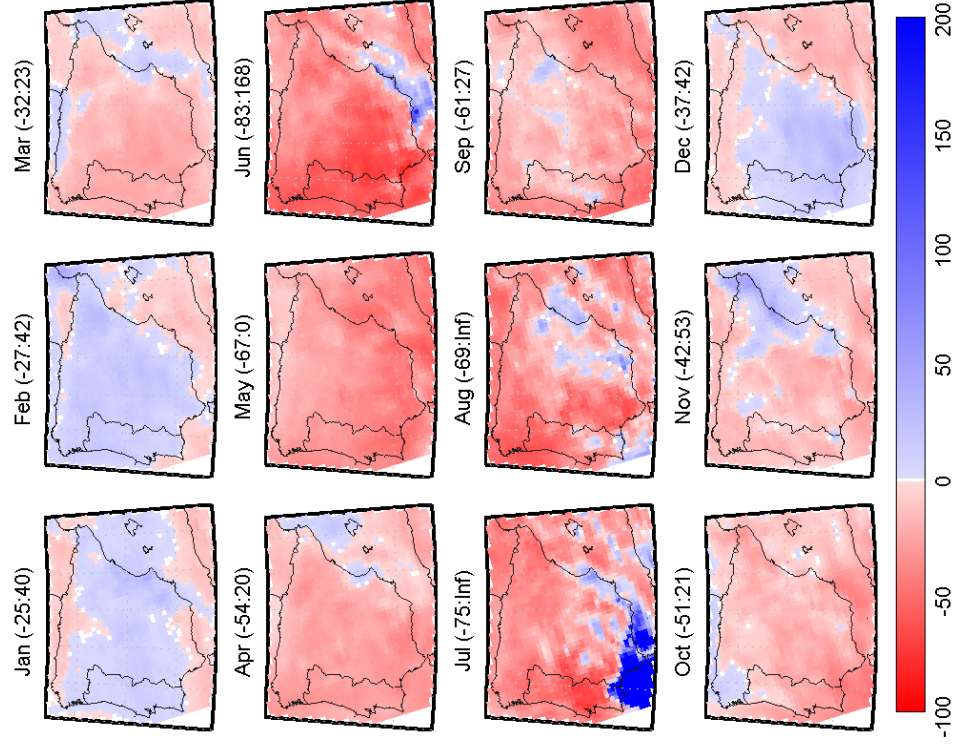 Jan (-25:40)
Feb (-27:42)
Mar (-32:23)
Apr (-54:20)
May (-67:0)
Jun (-83:168)
Jul (-75:Inf)
Aug (-69:Inf)
Sep (-61:27)
Oct (-51:21)
Nov (-42:53)
Dec (-37:42)
-100
-50
0
50
100
150
200